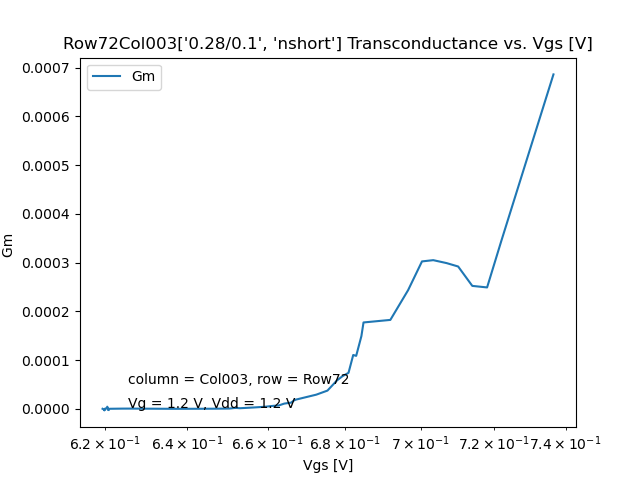 Row72Col003['0.28/0.1', 'nshort'] Transconductance vs. Vgs [V]
Gm
0.0007
0.0006
0.0005
0.0004
0.0003
0.0002
0.0001
0.0000
Gm
column = Col003, row = Row72
Vg = 1.2 V, Vdd = 1.2 V
6.2 × 10⁻¹ 6.4 × 10⁻¹ 6.6 × 10⁻¹ 6.8 × 10⁻¹ 7 × 10⁻¹ 7.2 × 10⁻¹ 7.4 × 10⁻¹
Vgs [V]